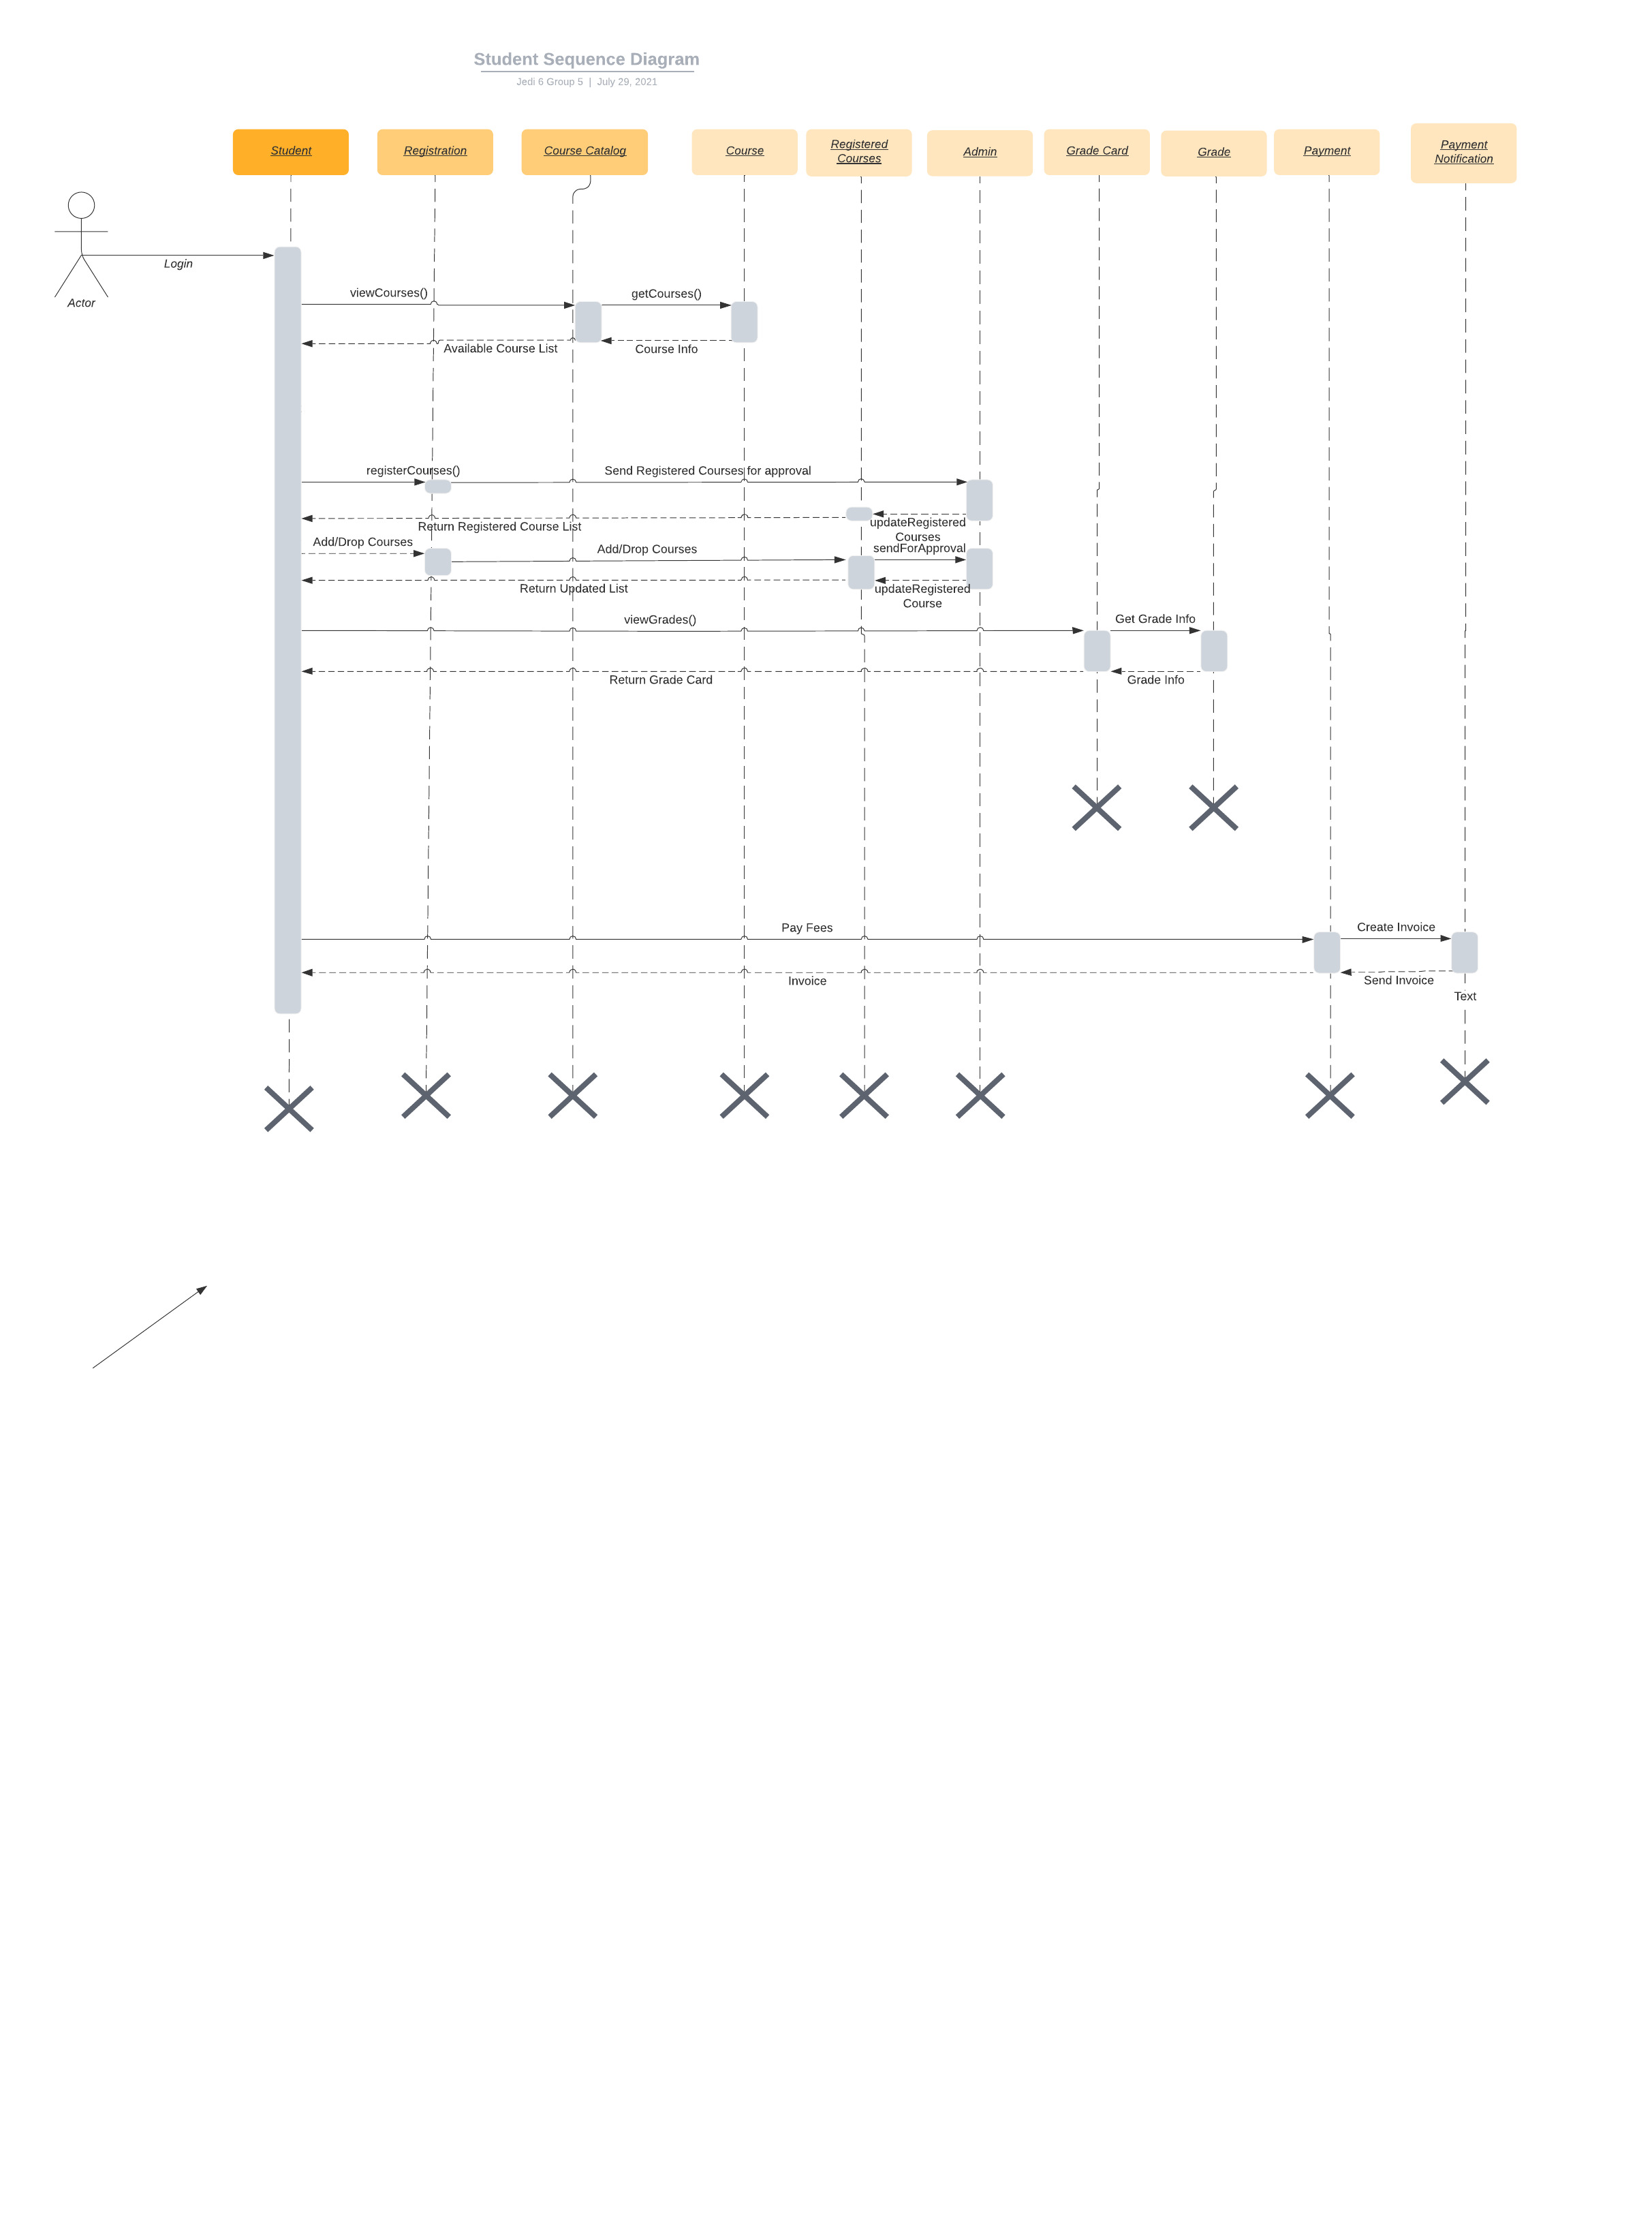 Student Sequence Diagram
Jedi 6 Group 5 | July 29, 2021
Student
Registration
Course Catalog
Course
Registered
Courses
Admin
Grade Card
Grade
Payment
Payment
Notification
Login
Actor
viewCourses()
getCourses()
Available Course List
Course Info
registerCourses()
Send Registered Courses for approval
Return Registered Course List
updateRegistered
Courses
Add/Drop Courses
Add/Drop Courses
sendForApproval
Return Updated List
updateRegistered
Course
viewGrades()
Get Grade Info
Return Grade Card
Grade Info
Pay Fees
Create Invoice
Invoice
Send Invoice
Text